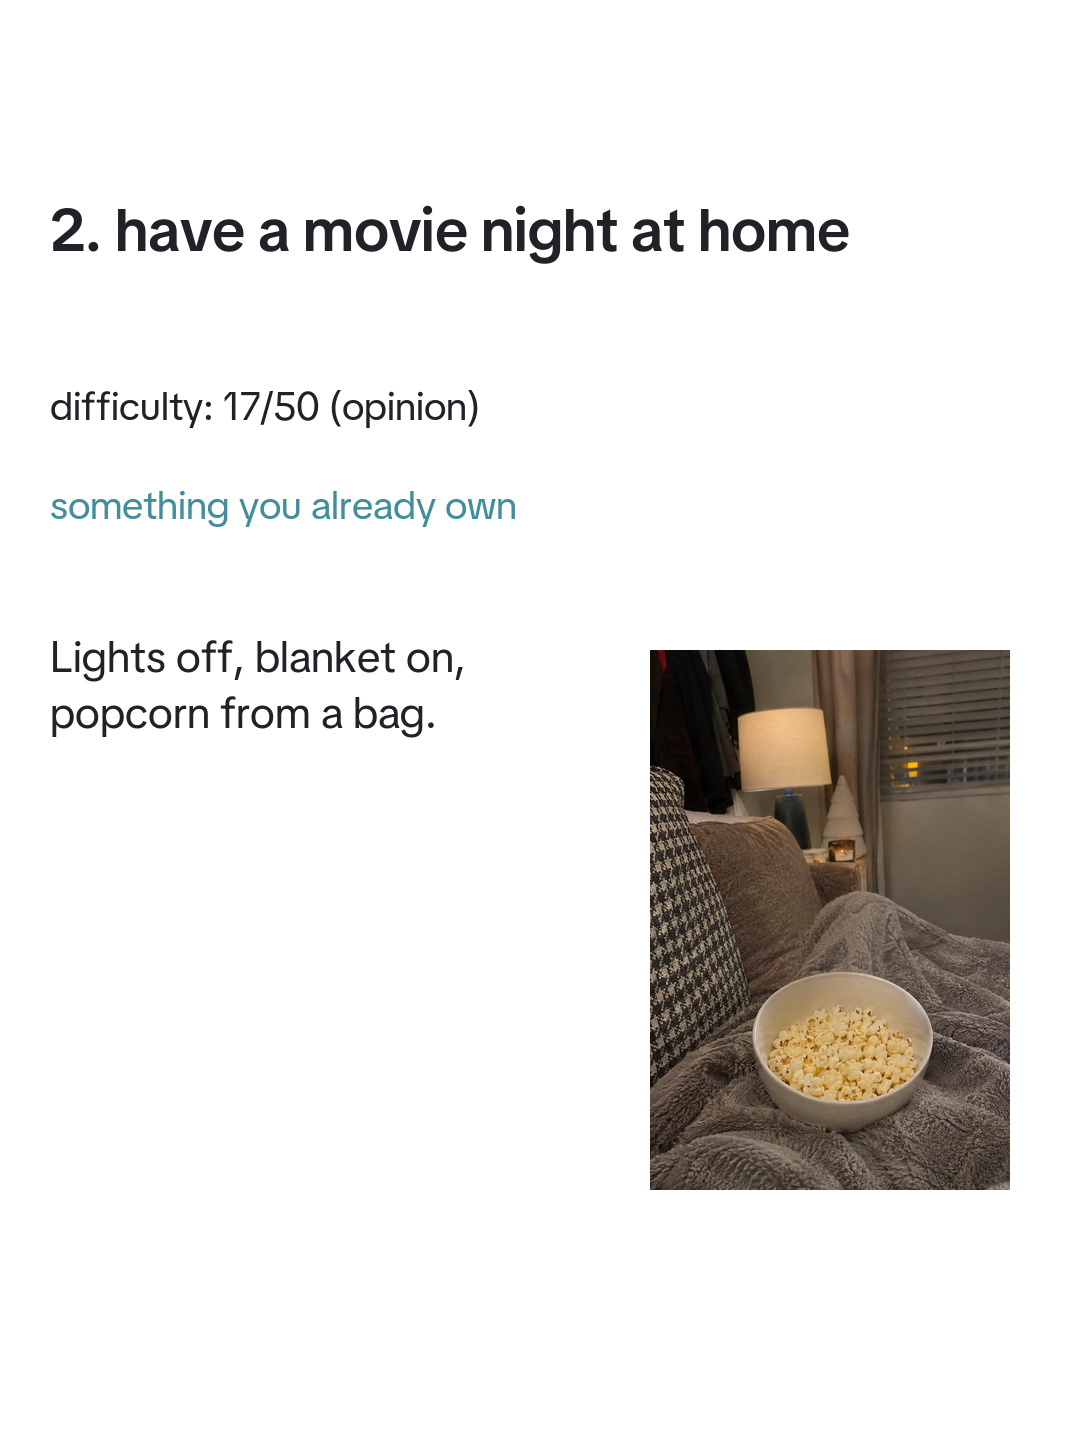 2. have a movie night at home
difficulty: 17/50 (opinion)
something you already own
Lights off, blanket on,
popcorn from a bag.